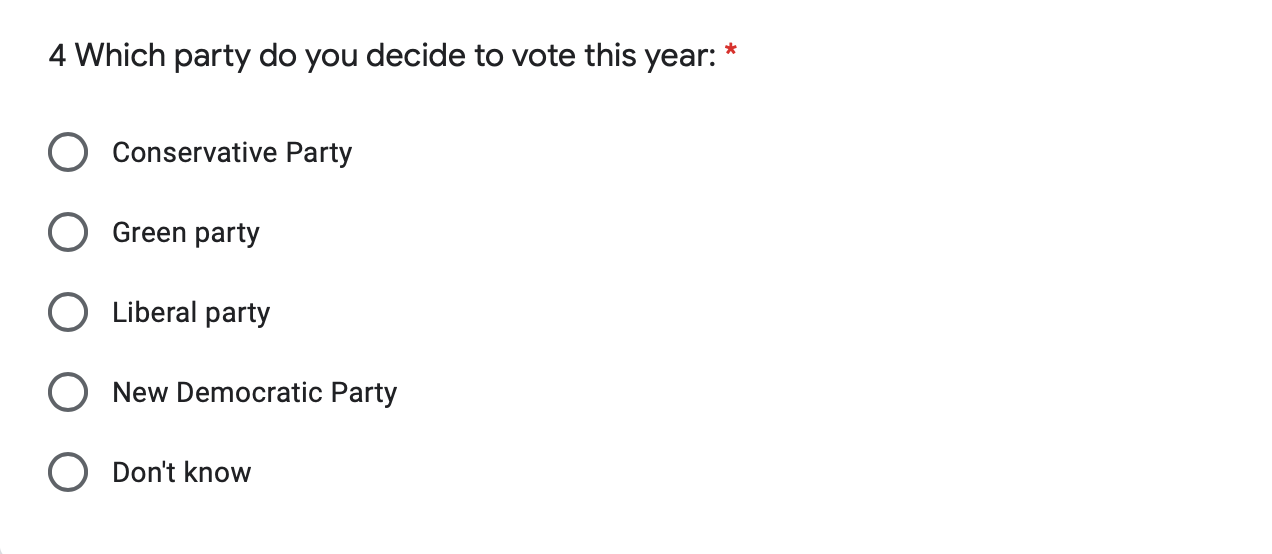 4 Which party do you decide to vote this year: *
Conservative Party
Green party
Liberal party
New Democratic Party
Don't know